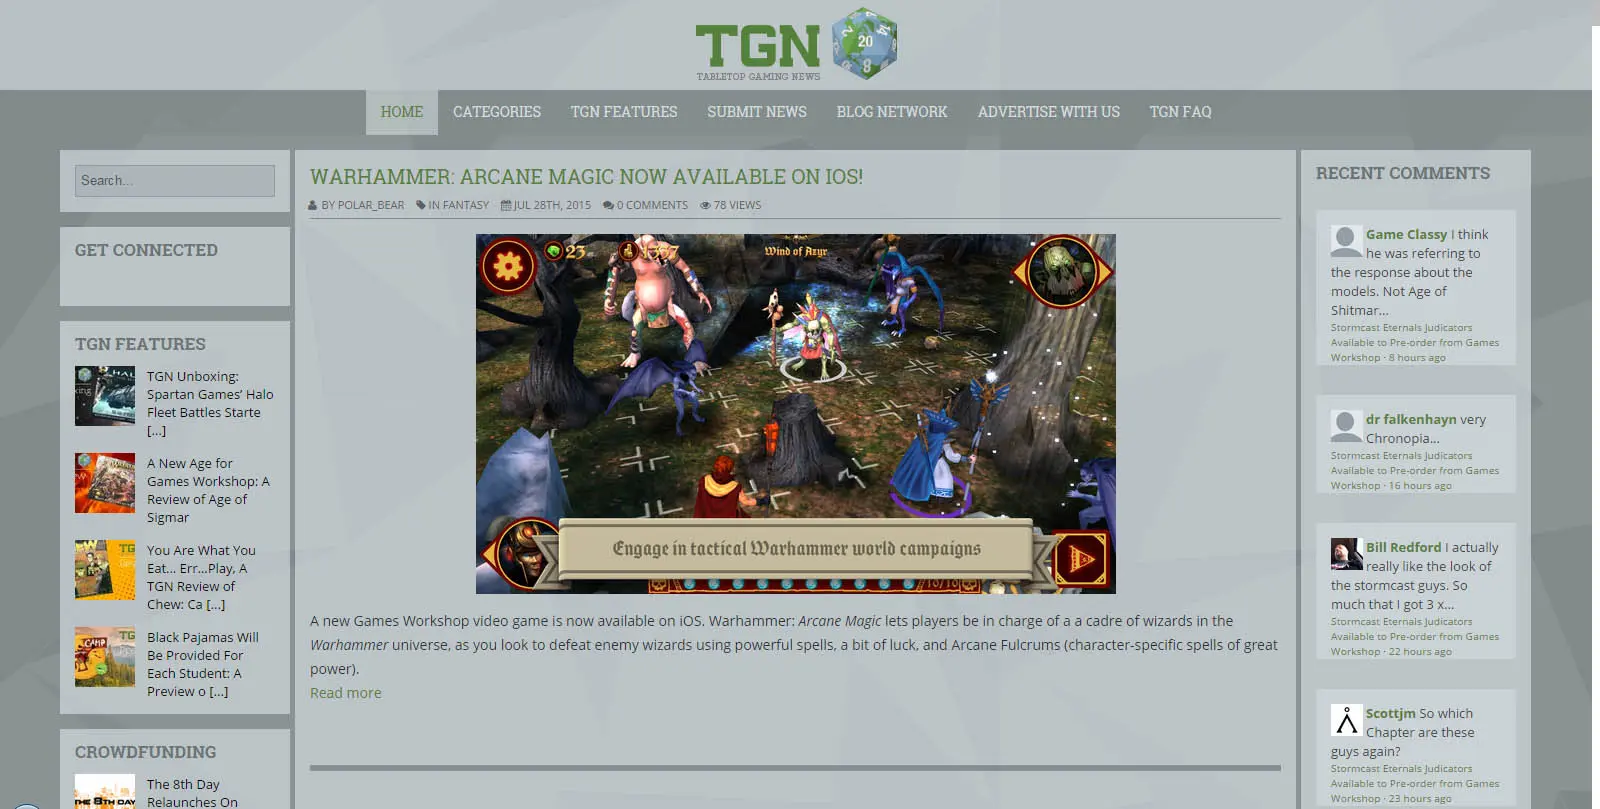 TGN
TABLETOP GAMING NEWS
20
8
HOME
CATEGORIES
TGN FEATURES
SUBMIT NEWS
BLOG NETWORK
ADVERTISE WITH US
TGN FAQ
Search...
GET CONNECTED
TGN FEATURES
TGN Unboxing:
Spartan Games’ Halo
Fleet Battles Starte
[...]
A New Age for
Games Workshop: A
Review of Age of
Sigmar
You Are What You
Eat... Err...Play, A
TGN Review of
Chew: Ca [...]
Black Pajamas Will
Be Provided For
Each Student: A
Preview o [...]
CROWDFUNDING
THE 8TH DAY
The 8th Day
Relaunches On
WARHAMMER: ARCANE MAGIC NOW AVAILABLE ON IOS!
BY POLAR_BEAR IN FANTASY JUL 28TH, 2015 0 COMMENTS 78 VIEWS
23
Wind of Azyr
Engage in tactical Warhammer world campaigns
A new Games Workshop video game is now available on iOS. Warhammer: Arcane Magic lets players be in charge of a a cadre of wizards in the
Warhammer universe, as you look to defeat enemy wizards using powerful spells, a bit of luck, and Arcane Fulcrums (character-specific spells of great
power).
Read more
RECENT COMMENTS
Game Classy I think
he was referring to
the response about the
models. Not Age of
Shitmar...
Stormcast Eternals Judicators
Available to Pre-order from Games
Workshop · 8 hours ago
dr falkenhayn very
Chronopia...
Stormcast Eternals Judicators
Available to Pre-order from Games
Workshop · 16 hours ago
Bill Redford I actually
really like the look of
the stormcast guys. So
much that I got 3 x...
Stormcast Eternals Judicators
Available to Pre-order from Games
Workshop · 22 hours ago
Scottjm So which
Chapter are these
guys again?
Stormcast Eternals Judicators
Available to Pre-order from Games
Workshop · 23 hours ago